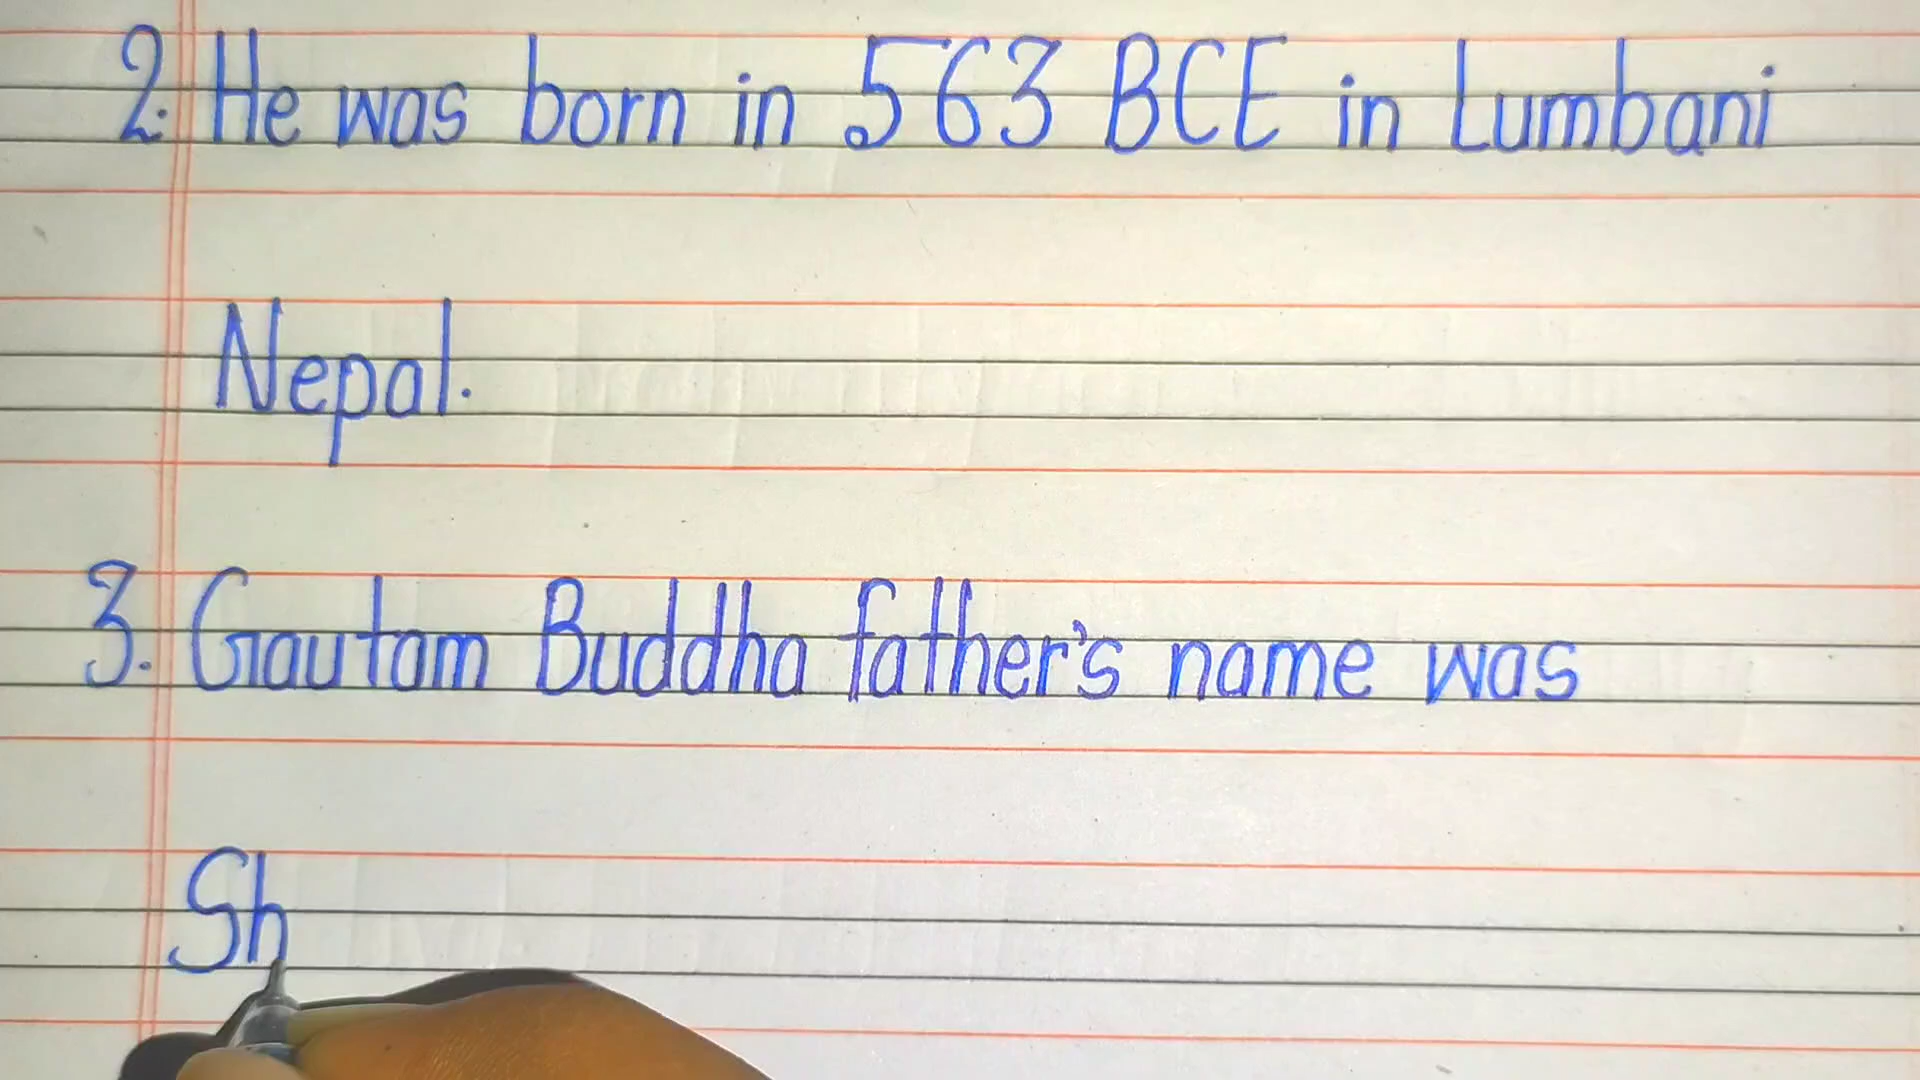 2. He was born in 563 BCE in Lumbani
Nepal.
3. Gautam Buddha father's name was
Sh